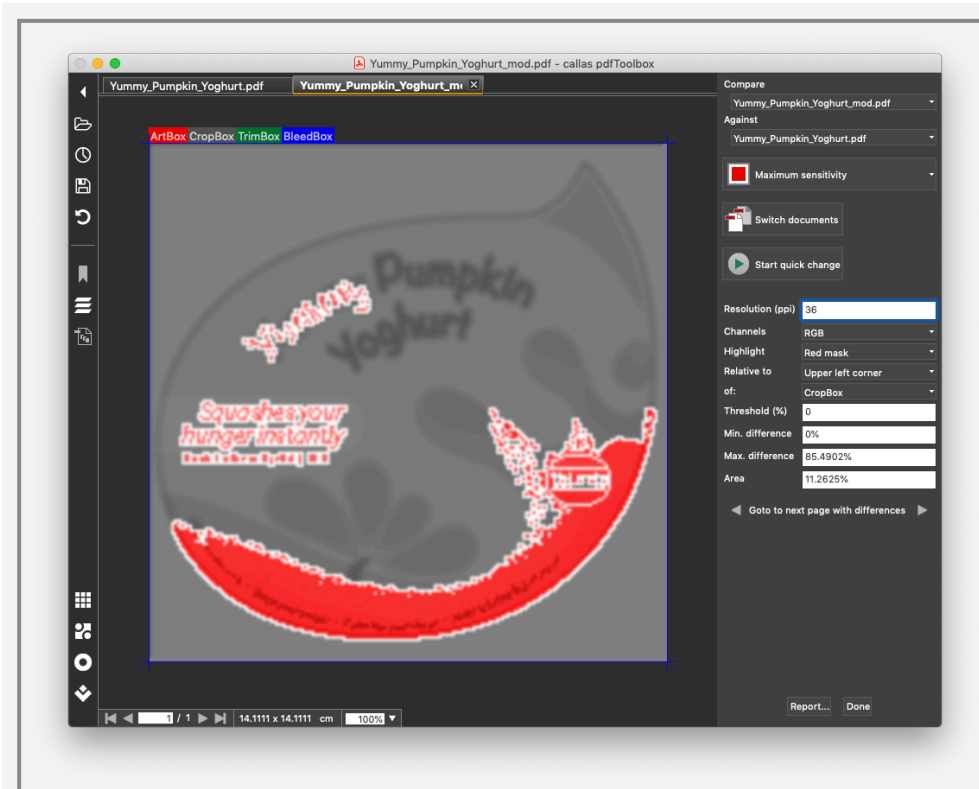 Yummy_Pumpkin_Yoghurt_mod.pdf - callas pdfToolbox
Yummy_Pumpkin_Yoghurt.pdf
Yummy_Pumpkin_Yoghurt_m
ArtBox CropBox TrimBox BleedBox
Yummy
Pumpkin
Yoghurt
Squashes your
hunger instantly
1 / 1
14.1111 x 14.1111 cm
100%
Compare
Yummy_Pumpkin_Yoghurt_mod.pdf
Against
Yummy_Pumpkin_Yoghurt.pdf
Maximum sensitivity
Switch documents
Start quick change
Resolution (ppi) 36
Channels RGB
Highlight Red mask
Relative to Upper left corner
of: CropBox
Threshold (%) 0
Min. difference 0%
Max. difference 85.4902%
Area 11.2625%
Goto to next page with differences
Report... Done